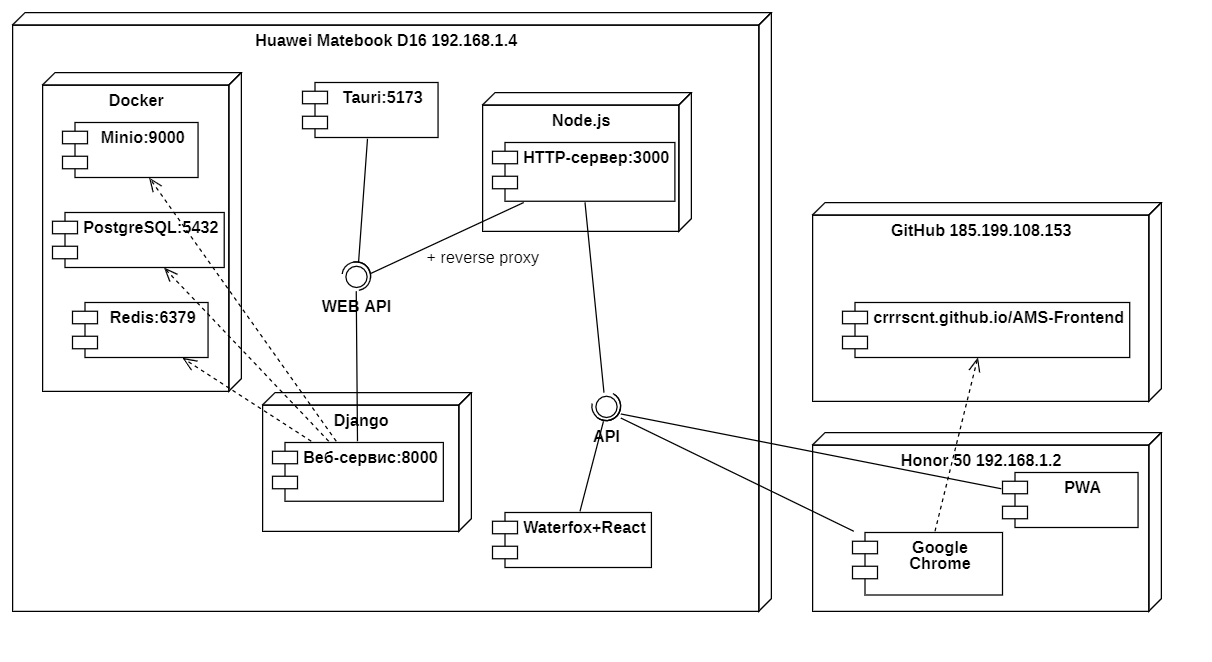 Huawei Matebook D16 192.168.1.4
Docker
Minio:9000
PostgreSQL:5432
Redis:6379
Tauri:5173
Node.js
HTTP-сервер:3000
+ reverse proxy
WEB API
Django
Веб-сервис:8000
API
Waterfox+React
GitHub 185.199.108.153
crrrscnt.github.io/AMS-Frontend
Honor 50 192.168.1.2
PWA
Google
Chrome